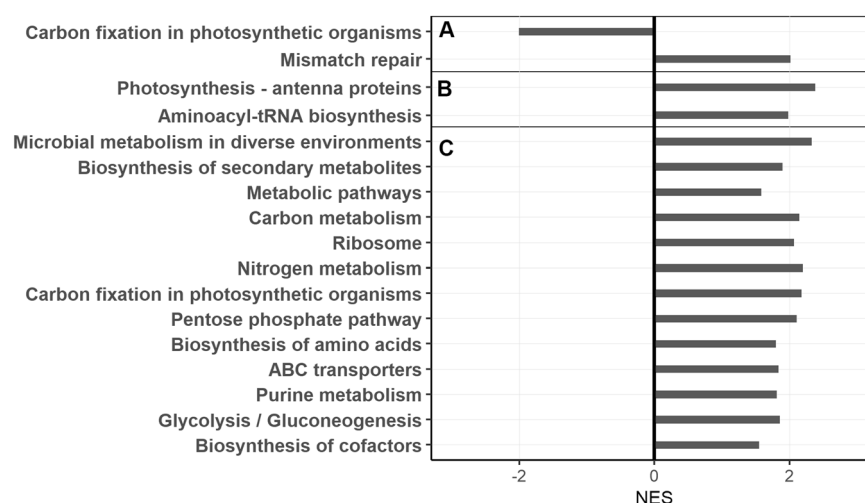 Carbon fixation in photosynthetic organisms
A
Mismatch repair
Photosynthesis - antenna proteins
B
Aminoacyl-tRNA biosynthesis
Microbial metabolism in diverse environments
C
Biosynthesis of secondary metabolites
Metabolic pathways
Carbon metabolism
Ribosome
Nitrogen metabolism
Carbon fixation in photosynthetic organisms
Pentose phosphate pathway
Biosynthesis of amino acids
ABC transporters
Purine metabolism
Glycolysis / Gluconeogenesis
Biosynthesis of cofactors
-2 0 2
NES